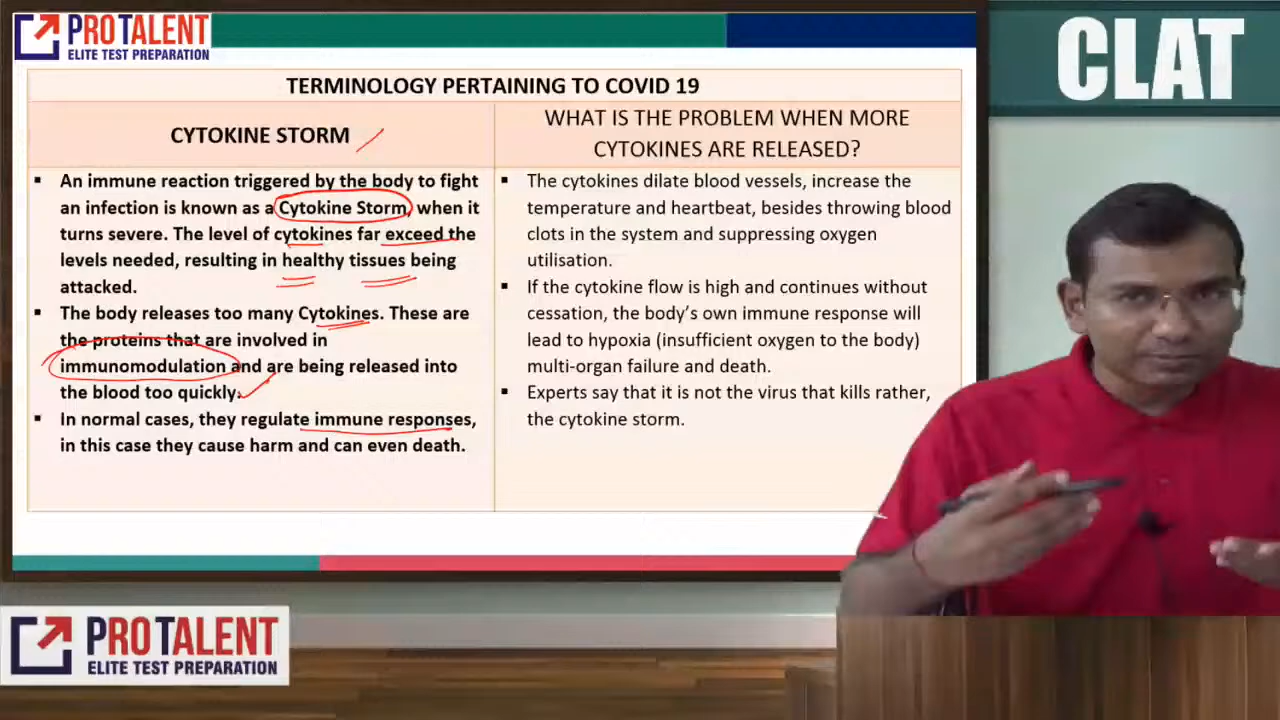 PROTALENT
ELITE TEST PREPARATION
CLAT
TERMINOLOGY PERTAINING TO COVID 19
CYTOKINE STORM
▪ An immune reaction triggered by the body to fight
an infection is known as a Cytokine Storm, when it
turns severe. The level of cytokines far exceed the
levels needed, resulting in healthy tissues being
attacked.
▪ The body releases too many Cytokines. These are
the proteins that are involved in
immunomodulation and are being released into
the blood too quickly.
▪ In normal cases, they regulate immune responses,
in this case they cause harm and can even death.
WHAT IS THE PROBLEM WHEN MORE
CYTOKINES ARE RELEASED?
▪ The cytokines dilate blood vessels, increase the
temperature and heartbeat, besides throwing blood
clots in the system and suppressing oxygen
utilisation.
▪ If the cytokine flow is high and continues without
cessation, the body's own immune response will
lead to hypoxia (insufficient oxygen to the body)
multi-organ failure and death.
▪ Experts say that it is not the virus that kills rather,
the cytokine storm.
PROTALENT
ELITE TEST PREPARATION